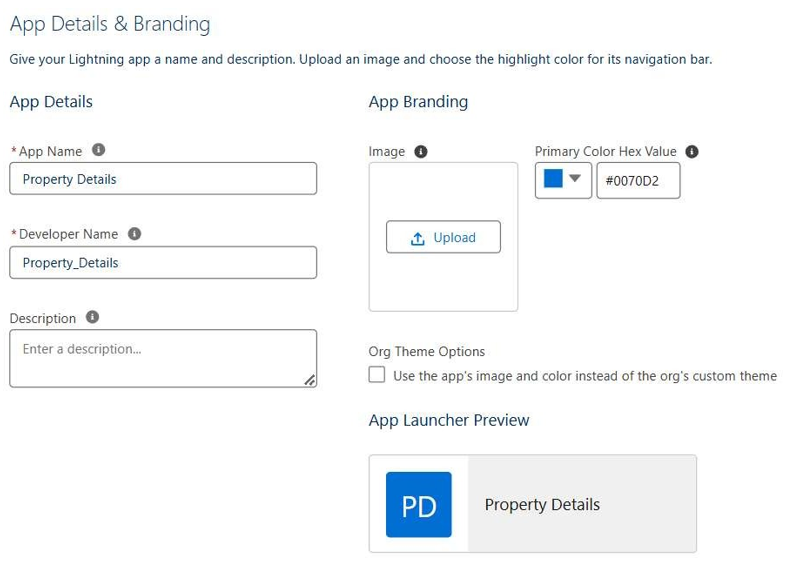 App Details & Branding
Give your Lightning app a name and description. Upload an image and choose the highlight color for its navigation bar.
App Details
* App Name
Property Details
* Developer Name
Property_Details
Description
Enter a description...
App Branding
Image
Upload
Primary Color Hex Value
#0070D2
Org Theme Options
Use the app's image and color instead of the org's custom theme
App Launcher Preview
PD
Property Details